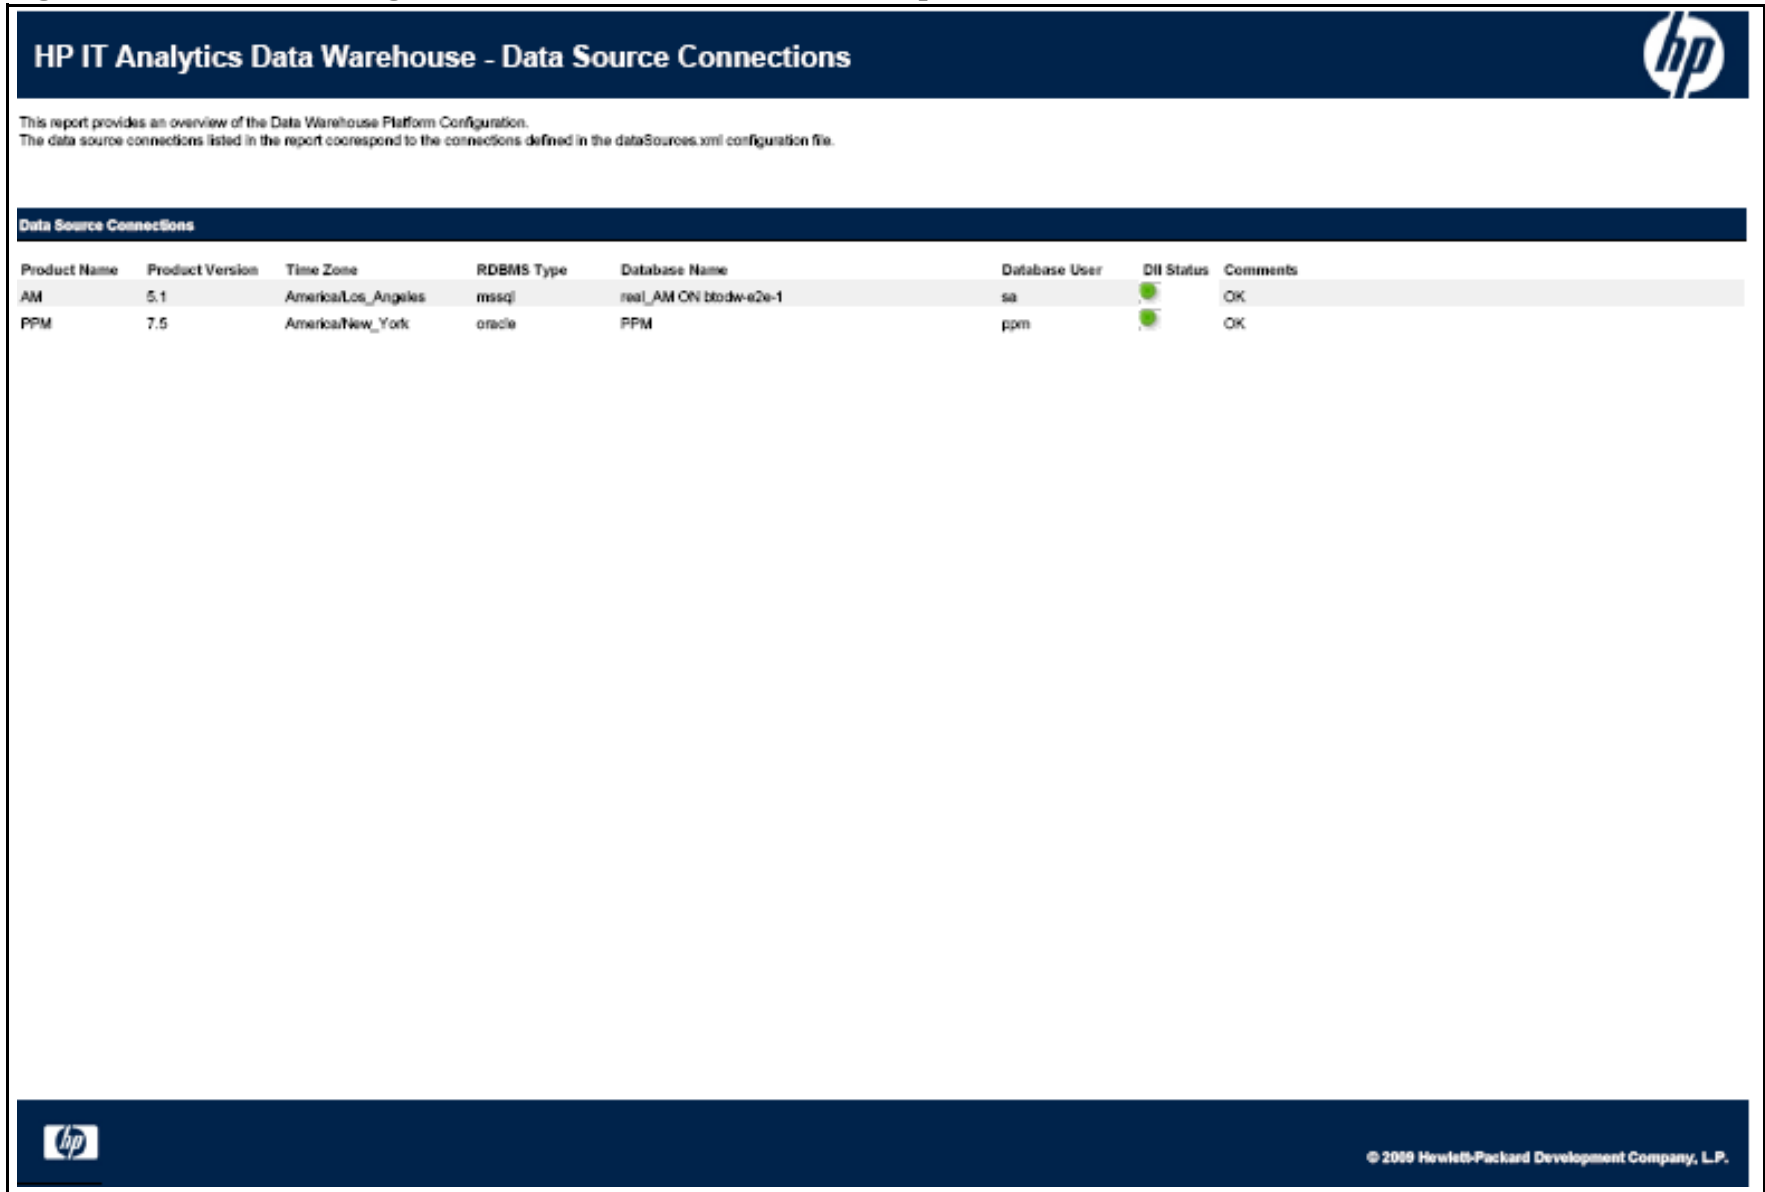 HP IT Analytics Data Warehouse - Data Source Connections
hp
This report provides an overview of the Data Warehouse Platform Configuration.
The data source connections listed in the report coorespond to the connections defined in the dataSources.xml configuration file.
Data Source Connections
Product Name Product Version Time Zone RDBMS Type Database Name Database User DII Status Comments
AM 5.1 America/Los_Angeles mssql real_AM ON btodw-e2e-1 sa OK
PPM 7.5 America/New_York oracle PPM ppm OK
hp
© 2009 Hewlett-Packard Development Company, L.P.